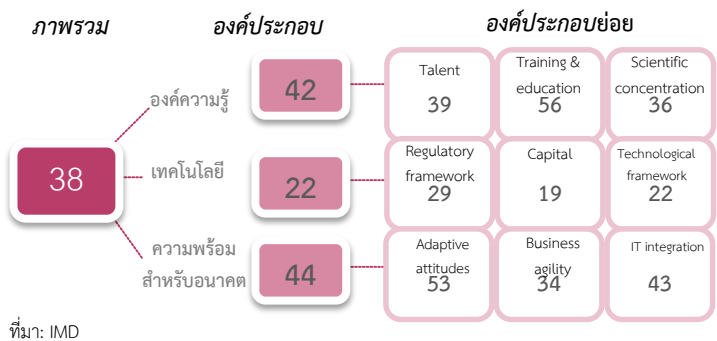 ภาพรวม องค์ประกอบ องค์ประกอบย่อย
38
องค์ความรู้
42
Talent
39
Training &
education
56
Scientific
concentration
36
เทคโนโลยี
22
Regulatory
framework
29
Capital
19
Technological
framework
22
ความพร้อม
สำหรับอนาคต
44
Adaptive
attitudes
53
Business
agility
34
IT integration
43
ที่มา: IMD